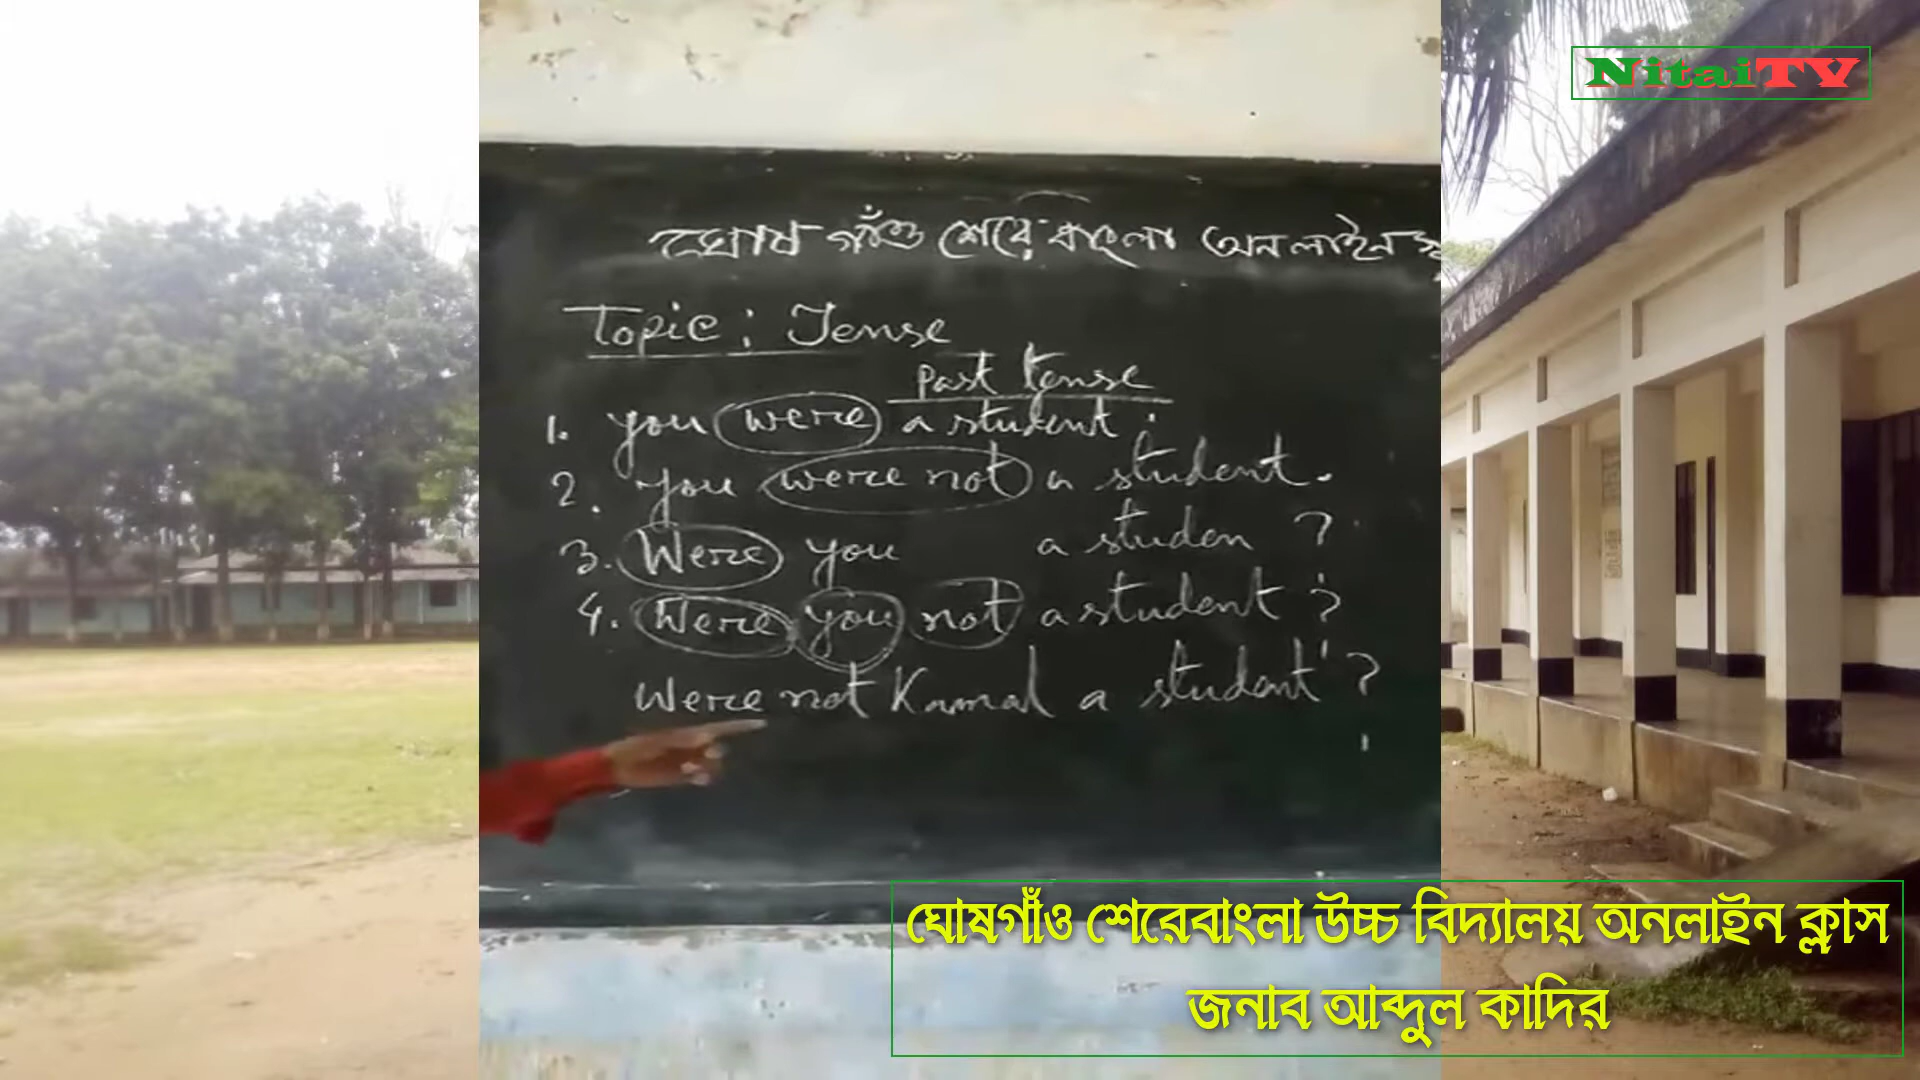 NitaiTV
ঘোষ গাঁও শেরে বাংলা অনলাইন
Topic: Tense
Past tense
1. you were a student.
2. you were not a student.
3. Were you a studen ?
4. Were you not a student ?
Were not Kamal a student ?
ঘোষগাঁও শেরেবাংলা উচ্চ বিদ্যালয় অনলাইন ক্লাস
জনাব আব্দুল কাদির